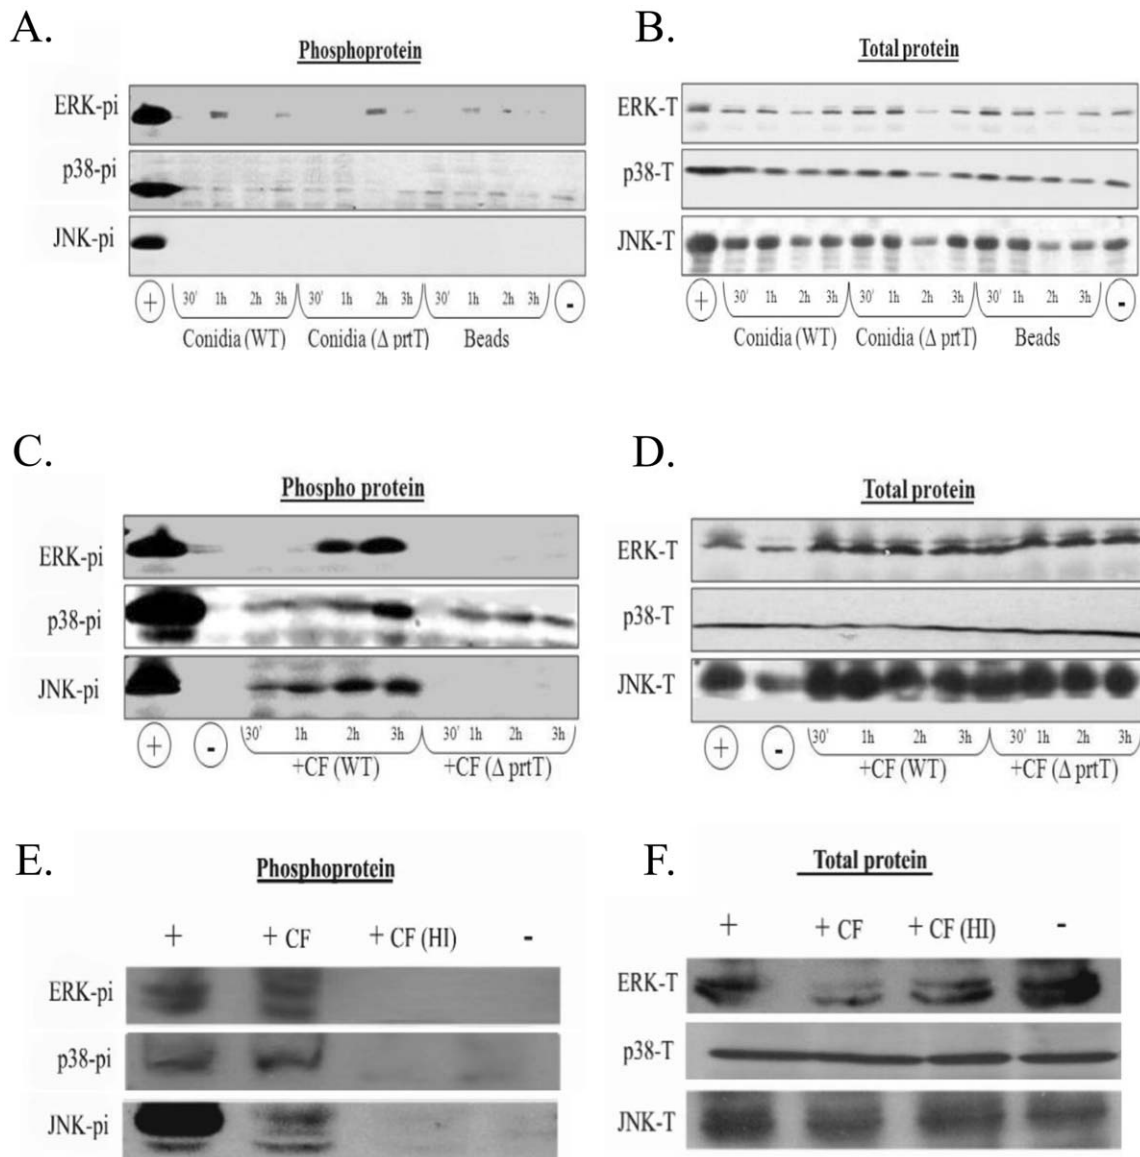 A.
Phosphoprotein
ERK-pi
p38-pi
JNK-pi
+ 30' 1h 2h 3h 30' 1h 2h 3h 30' 1h 2h 3h -
Conidia (WT) Conidia (Δ prtT) Beads
B.
Total protein
ERK-T
p38-T
JNK-T
+ 30' 1h 2h 3h 30' 1h 2h 3h 30' 1h 2h 3h -
Conidia (WT) Conidia (Δ prtT) Beads
C.
Phospho protein
ERK-pi
p38-pi
JNK-pi
+ - 30' 1h 2h 3h 30' 1h 2h 3h
+CF (WT) +CF (Δ prtT)
D.
Total protein
ERK-T
p38-T
JNK-T
+ - 30' 1h 2h 3h 30' 1h 2h 3h
+CF (WT) +CF (Δ prtT)
E.
Phosphoprotein
+ + CF + CF (HI) -
ERK-pi
p38-pi
JNK-pi
F.
Total protein
+ + CF + CF (HI) -
ERK-T
p38-T
JNK-T